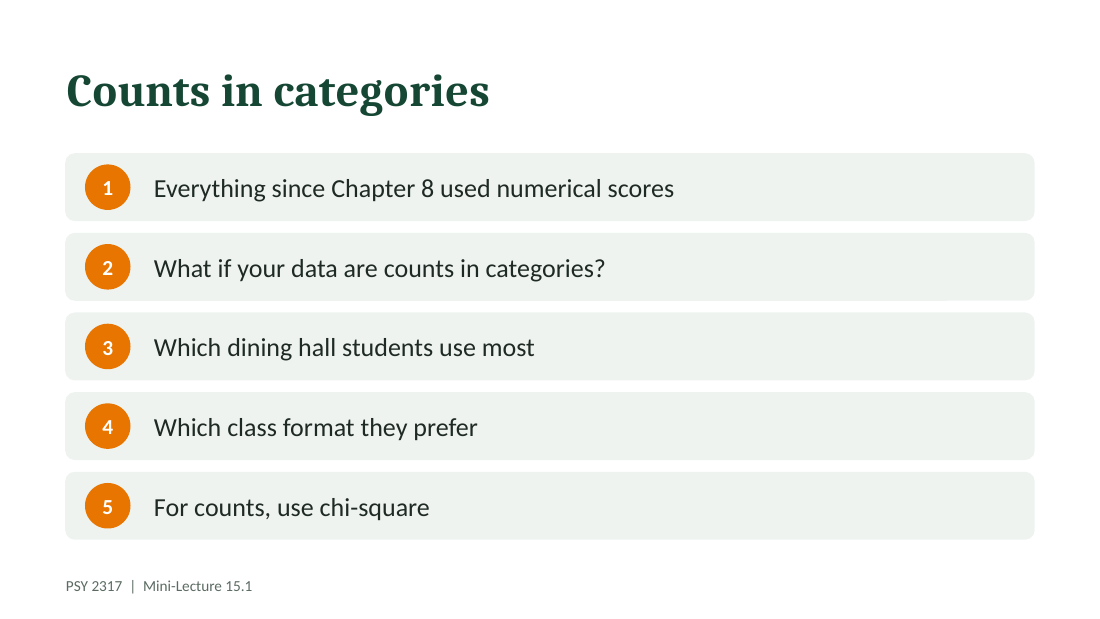 Counts in categories
1 Everything since Chapter 8 used numerical scores
2 What if your data are counts in categories?
3 Which dining hall students use most
4 Which class format they prefer
5 For counts, use chi-square
PSY 2317 | Mini-Lecture 15.1